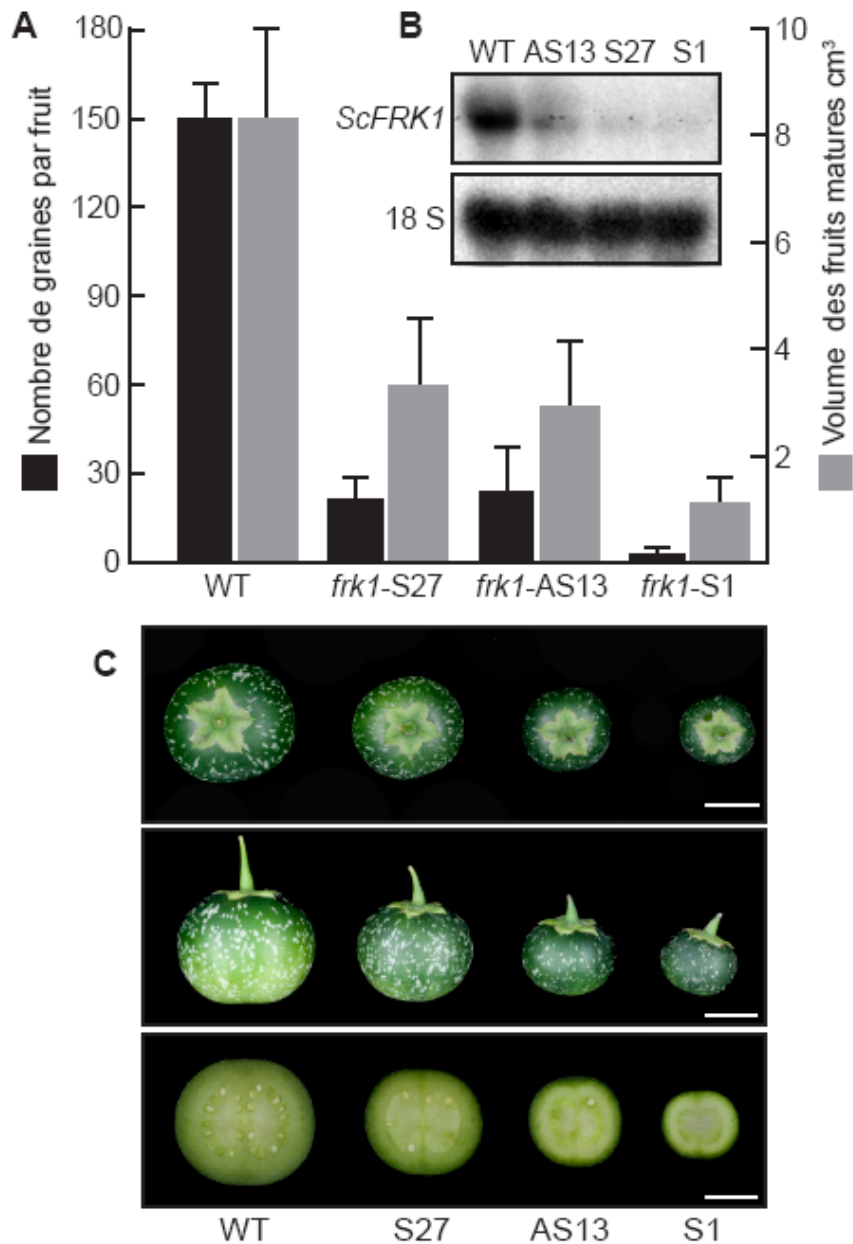 A
B
WT AS13 S27 S1
ScFRK1
18 S
Nombre de graines par fruit
180
150
120
90
60
30
0
10
8
6
4
2
Volume des fruits matures cm³
WT frk1-S27 frk1-AS13 frk1-S1
C
WT S27 AS13 S1